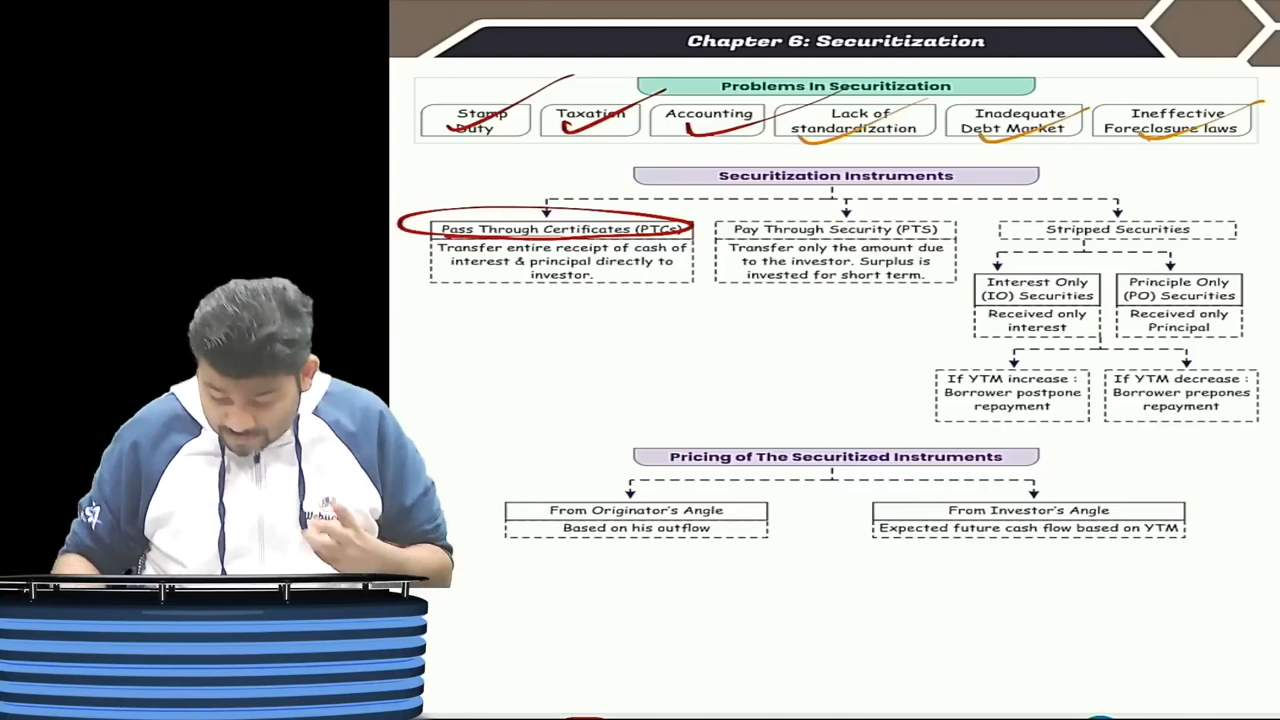 Chapter 6: Securitization
Problems In Securitization
Stamp
Duty
Taxation
Accounting
Lack of
standardization
Inadequate
Debt Market
Ineffective
Foreclosure laws
Securitization Instruments
Pass Through Certificates (PTCs)
Transfer entire receipt of cash of
interest & principal directly to
investor.
Pay Through Security (PTS)
Transfer only the amount due
to the investor. Surplus is
invested for short term.
Stripped Securities
Interest Only
(IO) Securities
Received only
interest
Principle Only
(PO) Securities
Received only
Principal
If YTM increase :
Borrower postpone
repayment
If YTM decrease :
Borrower prepones
repayment
Pricing of The Securitized Instruments
From Originator's Angle
Based on his outflow
From Investor's Angle
Expected future cash flow based on YTM